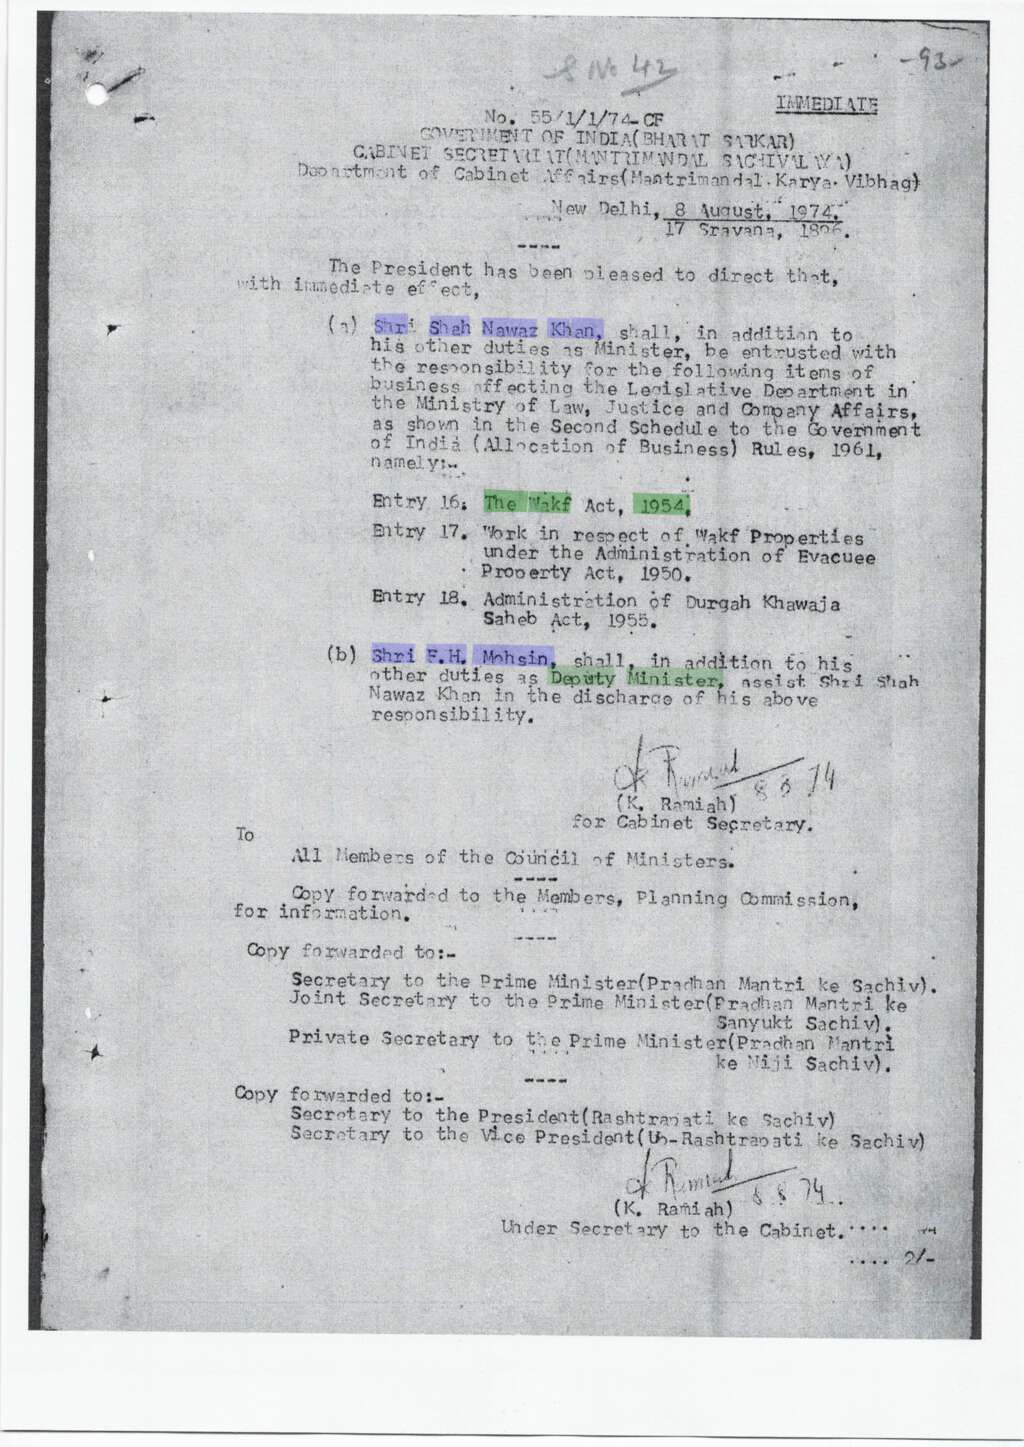 S No 42
-93-
IMMEDIATE
No. 55/1/1/74-CF
GOVERNMENT OF INDIA(BHARAT SARKAR)
CABINET SECRETARIAT(MANTRIMANDAL SACHIVALAYA)
Department of Cabinet Affairs(Mantrimandal Karya Vibhag)
New Delhi, 8 August, 1974.
17 Sravana, 1896.
----
The President has been pleased to direct that,
with immediate effect,
(a) Shri Shah Nawaz Khan, shall, in addition to
his other duties as Minister, be entrusted with
the responsibility for the following items of
business affecting the Legislative Department in
the Ministry of Law, Justice and Company Affairs,
as shown in the Second Schedule to the Government
of India (Allocation of Business) Rules, 1961,
namely:-
Entry 16. The Wakf Act, 1954.
Entry 17. Work in respect of Wakf Properties
under the Administration of Evacuee
Property Act, 1950.
Entry 18. Administration of Durgah Khawaja
Saheb Act, 1955.
(b) Shri F.H. Mohsin, shall, in addition to his
other duties as Deputy Minister, assist Shri Shah
Nawaz Khan in the discharge of his above
responsibility.
8 8 74
(K. Ramiah)
for Cabinet Secretary.
To
All Members of the Council of Ministers.
----
Copy forwarded to the Members, Planning Commission,
for information.
----
Copy forwarded to:-
Secretary to the Prime Minister(Pradhan Mantri ke Sachiv).
Joint Secretary to the Prime Minister(Pradhan Mantri ke
Sanyukt Sachiv).
Private Secretary to the Prime Minister(Pradhan Mantri
ke Niji Sachiv).
----
Copy forwarded to:-
Secretary to the President(Rashtrapati ke Sachiv)
Secretary to the Vice President(Up-Rashtrapati ke Sachiv)
8 8 74
(K. Ramiah)
Under Secretary to the Cabinet.
.... 2/-